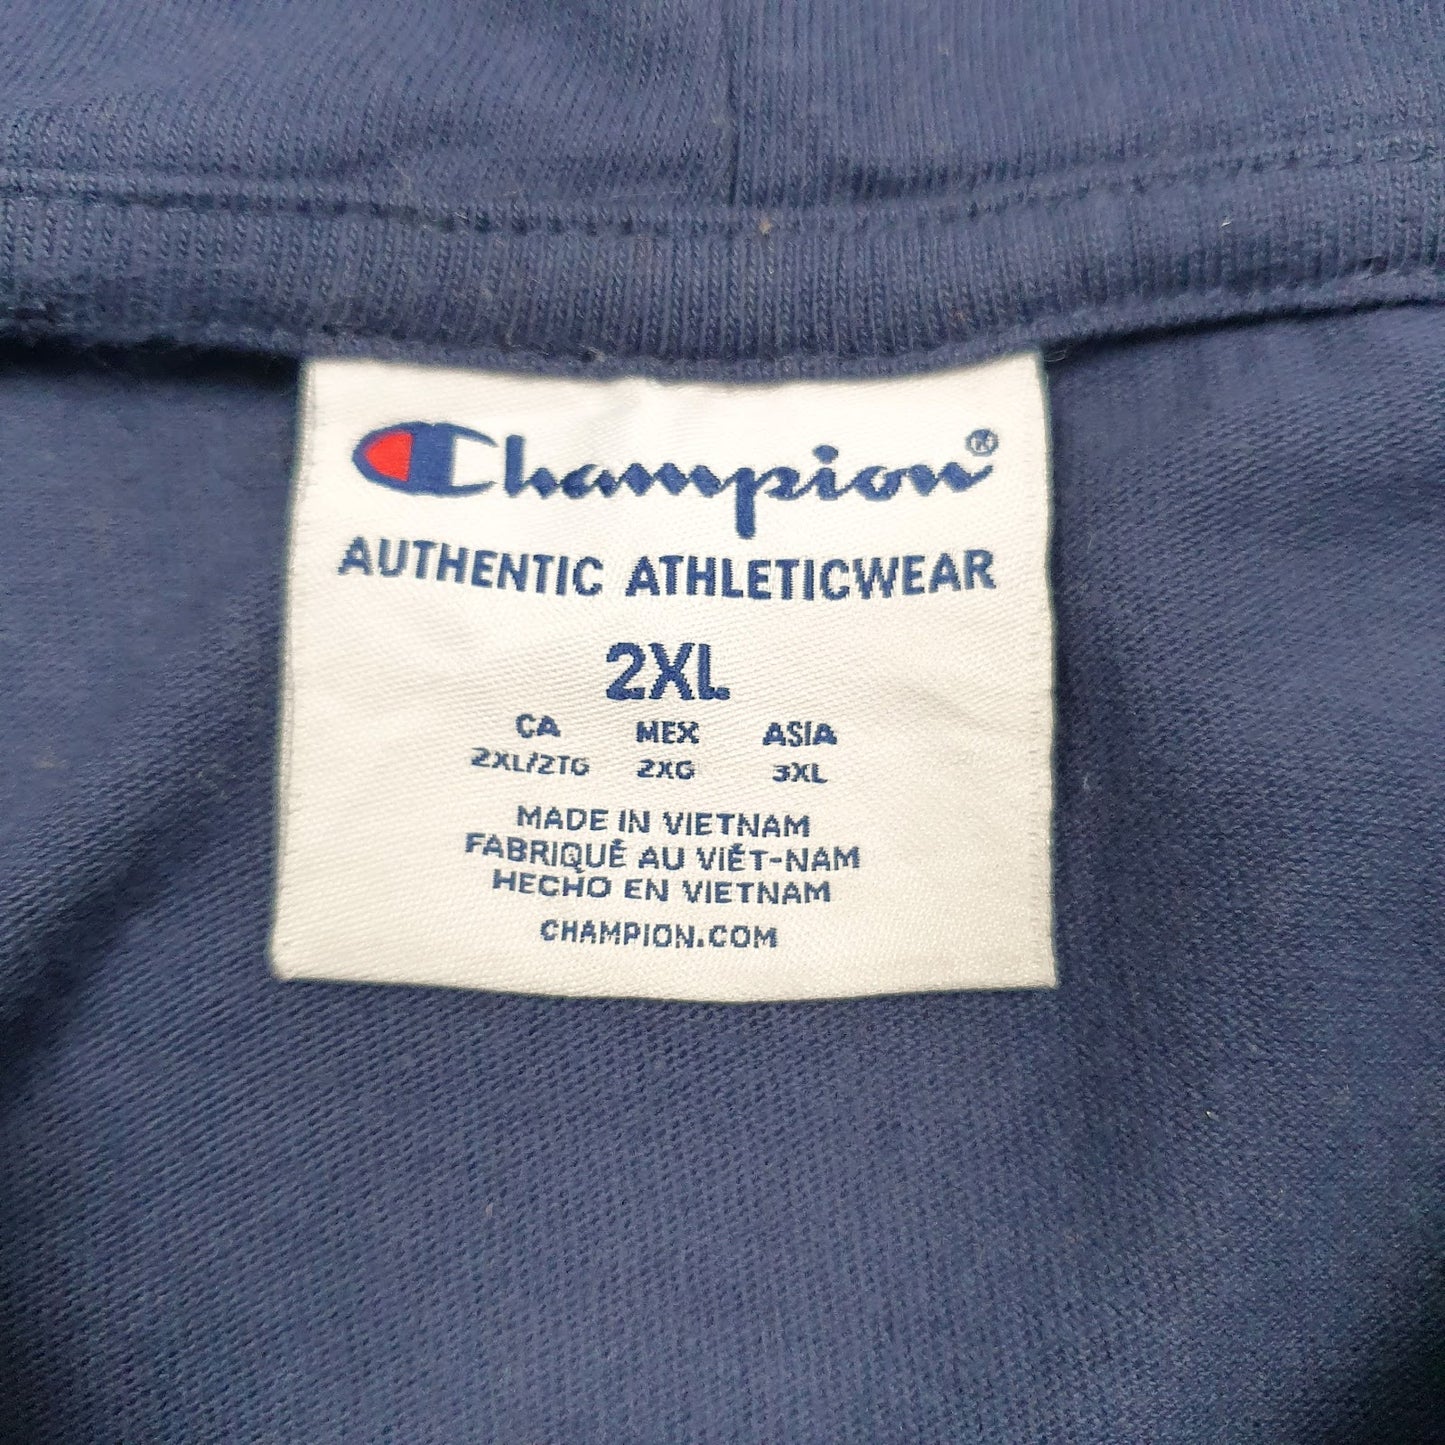 Champion®
AUTHENTIC ATHLETICWEAR
2XL
CA MEX ASIA
2XL/2TG 2XG 3XL
MADE IN VIETNAM
FABRIQUÉ AU VIÊT-NAM
HECHO EN VIETNAM
CHAMPION.COM